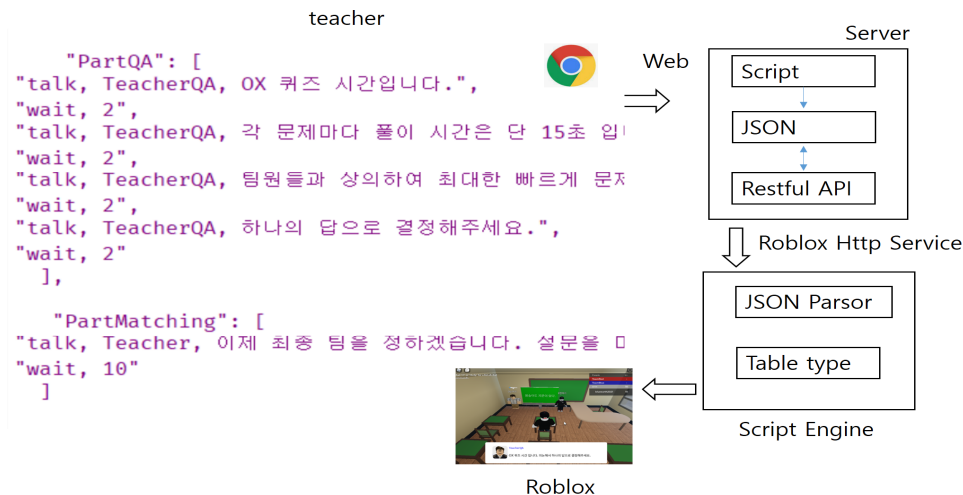 teacher
"PartQA": [
"talk, TeacherQA, OX 퀴즈 시간입니다.",
"wait, 2",
"talk, TeacherQA, 각 문제마다 풀이 시간은 단 15초 입
"wait, 2",
"talk, TeacherQA, 팀원들과 상의하여 최대한 빠르게 문
"wait, 2",
"talk, TeacherQA, 하나의 답으로 결정해주세요.",
"wait, 2"
],
"PartMatching": [
"talk, Teacher, 이제 최종 팀을 정하겠습니다. 설문을
"wait, 10"
]
Web
Server
Script
JSON
Restful API
Roblox Http Service
JSON Parsor
Table type
Script Engine
Roblox